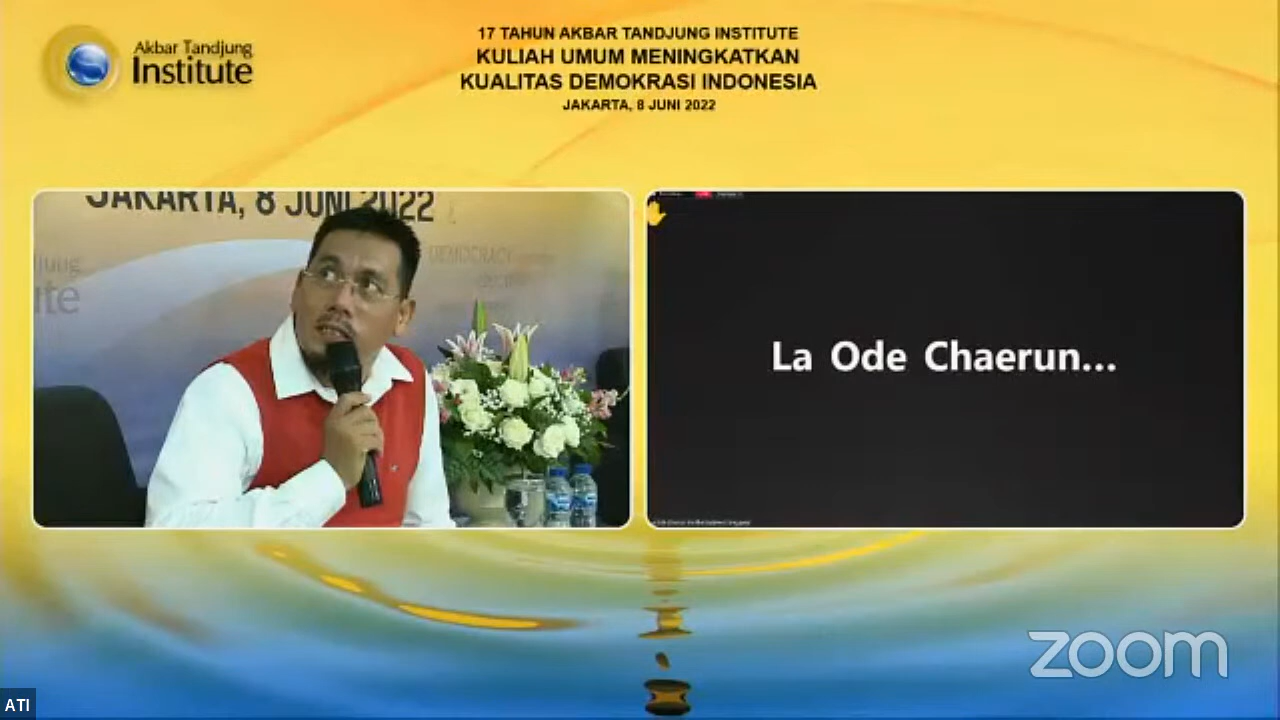 Akbar Tandjung
Institute
17 TAHUN AKBAR TANDJUNG INSTITUTE
KULIAH UMUM MENINGKATKAN
KUALITAS DEMOKRASI INDONESIA
JAKARTA, 8 JUNI 2022
JAKARTA, 8 JUNI 2022
DEMOCRACY
La Ode Chaerun...
zoom
ATI